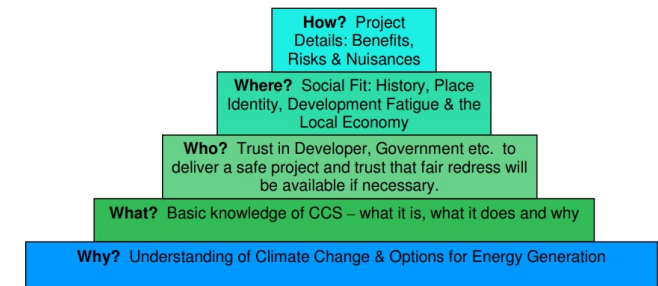 How? Project
Details: Benefits,
Risks & Nuisances
Where? Social Fit: History, Place
Identity, Development Fatigue & the
Local Economy
Who? Trust in Developer, Government etc. to
deliver a safe project and trust that fair redress will
be available if necessary.
What? Basic knowledge of CCS – what it is, what it does and why
Why? Understanding of Climate Change & Options for Energy Generation